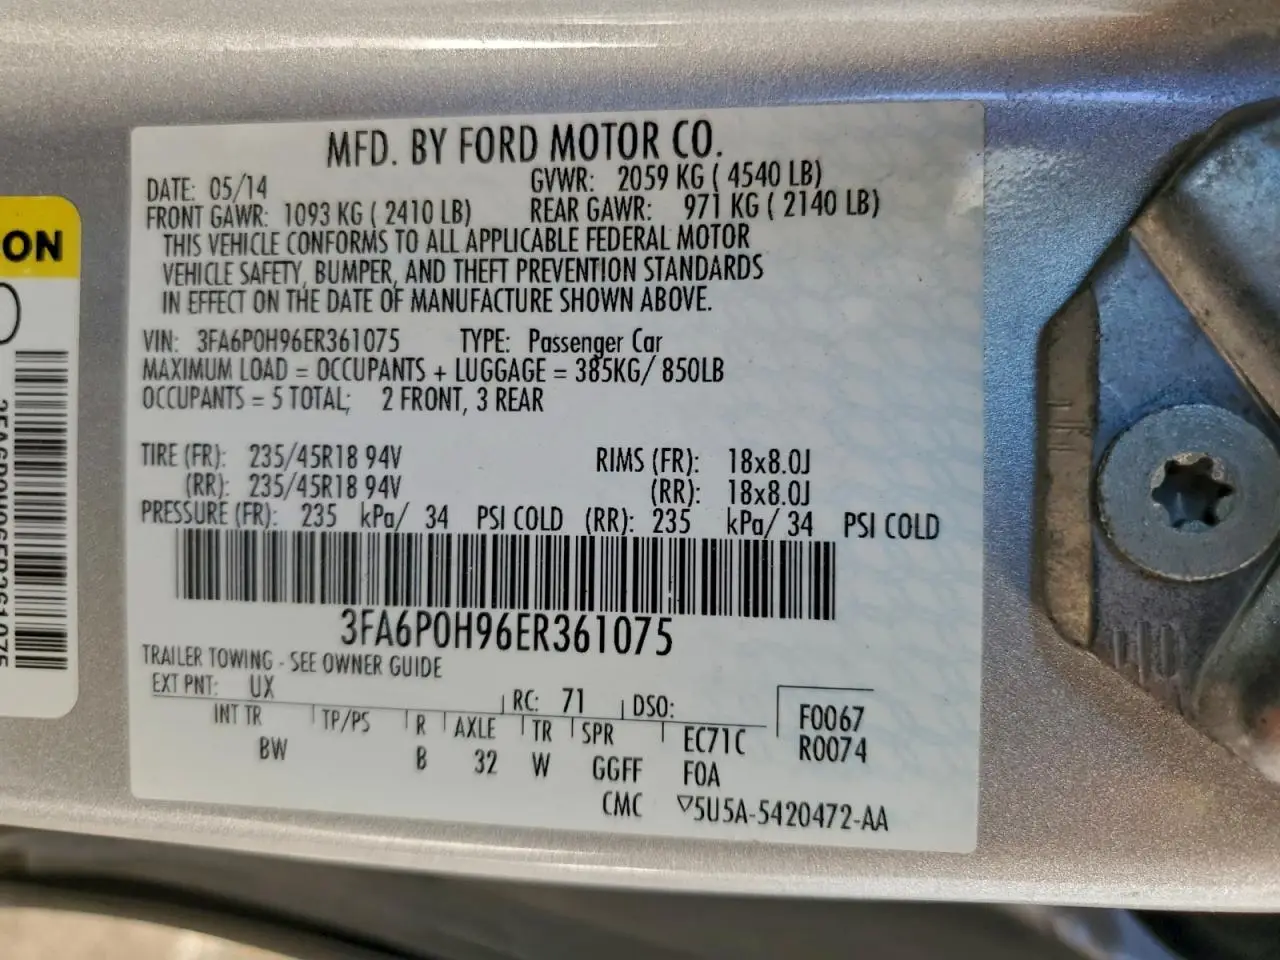 MFD. BY FORD MOTOR CO.
DATE: 05/14 GVWR: 2059 KG ( 4540 LB)
FRONT GAWR: 1093 KG ( 2410 LB) REAR GAWR: 971 KG ( 2140 LB)
THIS VEHICLE CONFORMS TO ALL APPLICABLE FEDERAL MOTOR
VEHICLE SAFETY, BUMPER, AND THEFT PREVENTION STANDARDS
IN EFFECT ON THE DATE OF MANUFACTURE SHOWN ABOVE.
VIN: 3FA6P0H96ER361075 TYPE: Passenger Car
MAXIMUM LOAD = OCCUPANTS + LUGGAGE = 385KG/ 850LB
OCCUPANTS = 5 TOTAL; 2 FRONT, 3 REAR
TIRE (FR): 235/45R18 94V RIMS (FR): 18x8.0J
(RR): 235/45R18 94V (RR): 18x8.0J
PRESSURE (FR): 235 kPa/ 34 PSI COLD (RR): 235 kPa/ 34 PSI COLD
3FA6P0H96ER361075
TRAILER TOWING - SEE OWNER GUIDE
EXT PNT: UX RC: 71 DSO:
INT TR TP/PS R AXLE TR SPR EC71C F0067
BW B 32 W GGFF F0A R0074
CMC ▽5U5A-5420472-AA
ON
3FA6P0H96ER361075